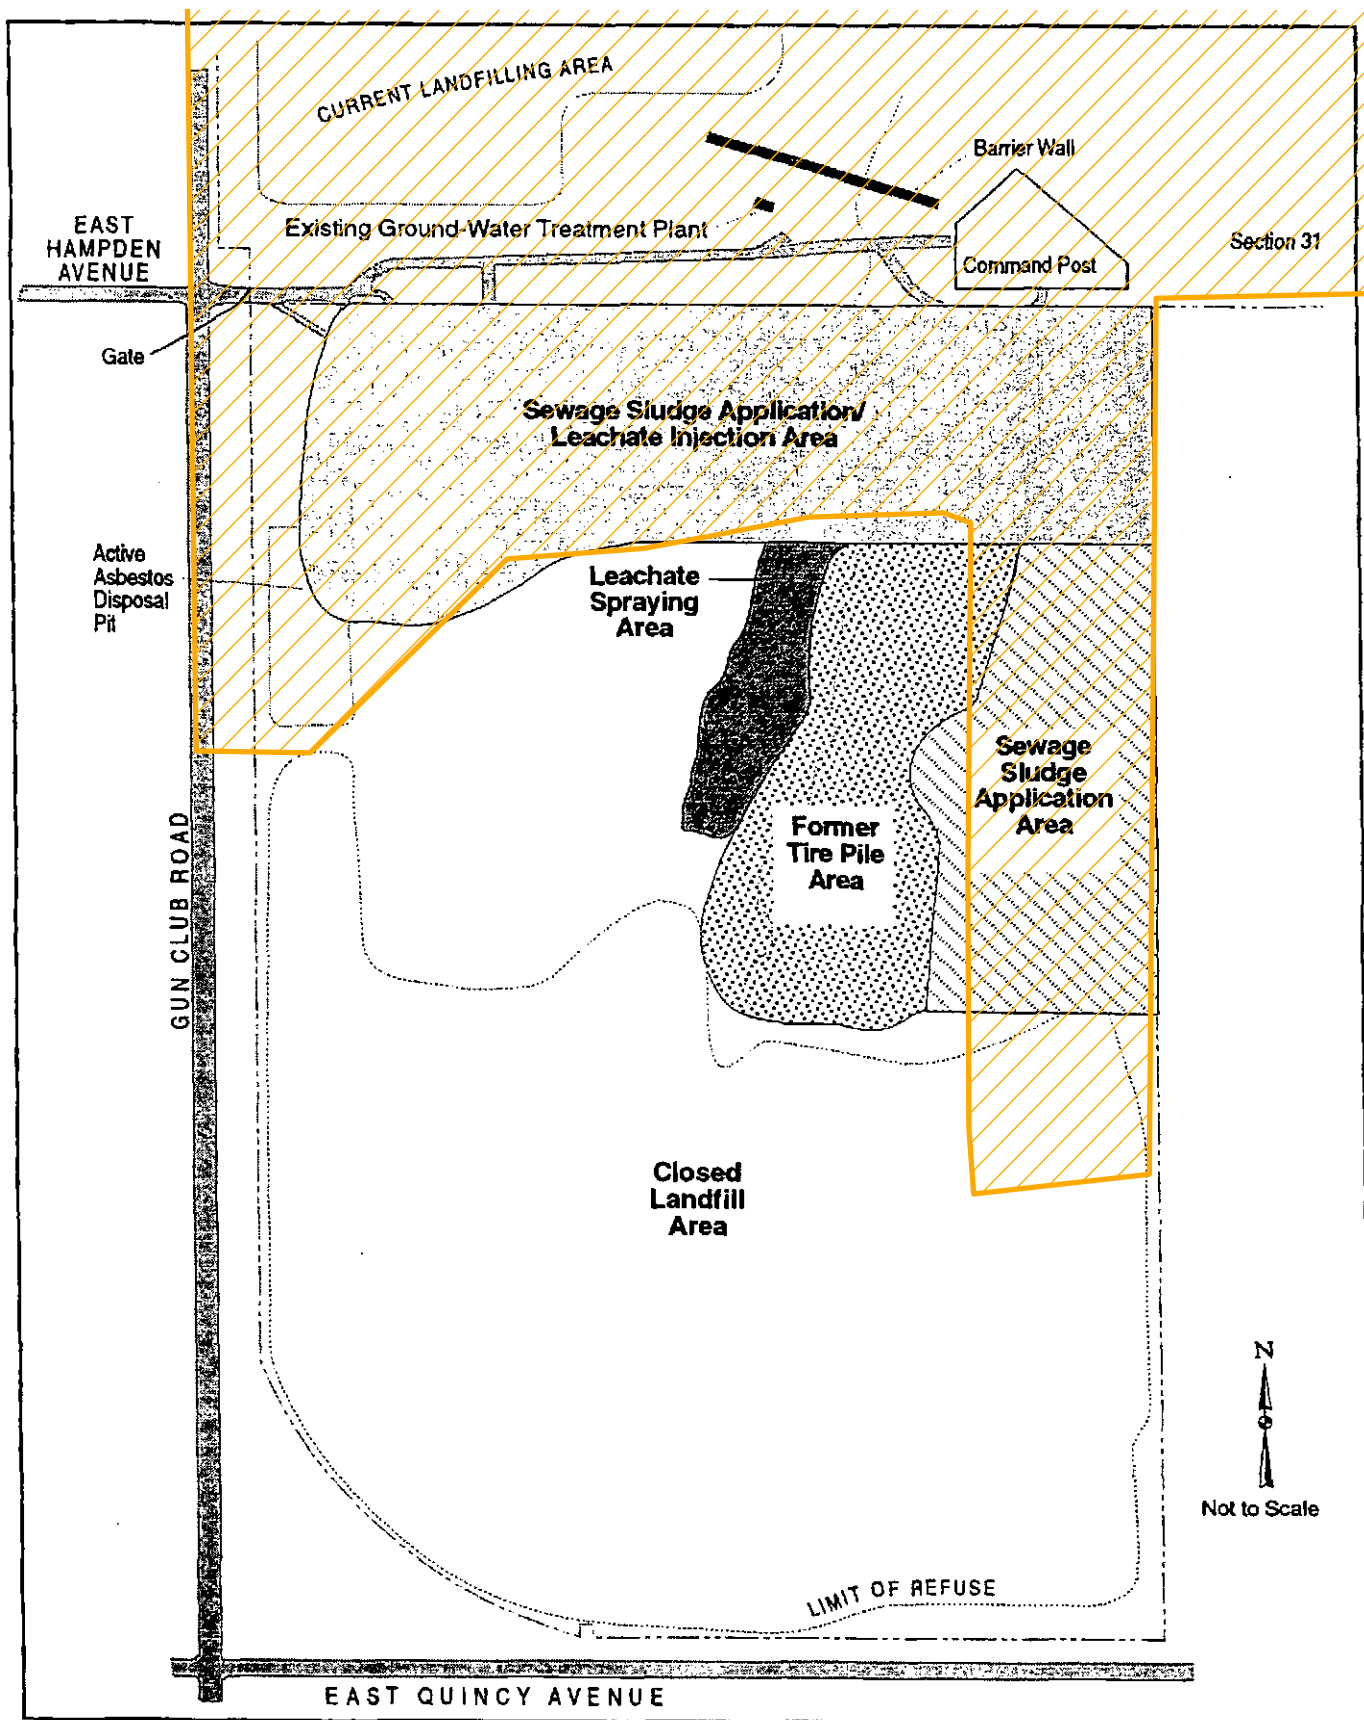 CURRENT LANDFILLING AREA
Barrier Wall
EAST
HAMPDEN
AVENUE
Existing Ground-Water Treatment Plant
Section 31
Command Post
Gate
Sewage Sludge Application/
Leachate Injection Area
Active
Asbestos
Disposal
Pit
Leachate
Spraying
Area
Sewage
Sludge
Application
Area
Former
Tire Pile
Area
GUN CLUB ROAD
Closed
Landfill
Area
N
Not to Scale
LIMIT OF REFUSE
EAST QUINCY AVENUE